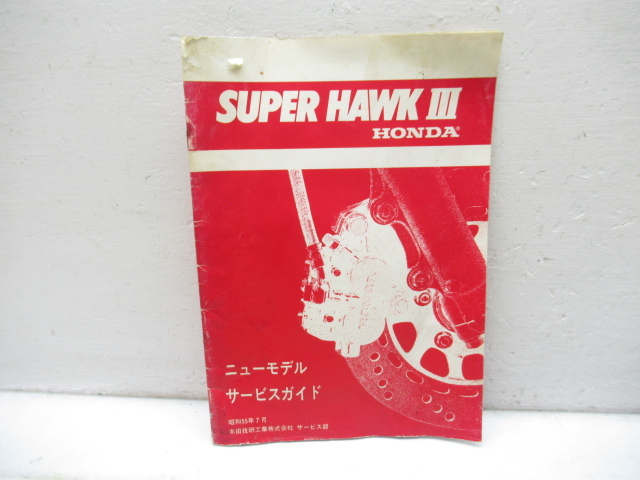 SUPER HAWK III
HONDA
ニューモデル
サービスガイド
昭和55年7月
本田技研工業株式会社 サービス部